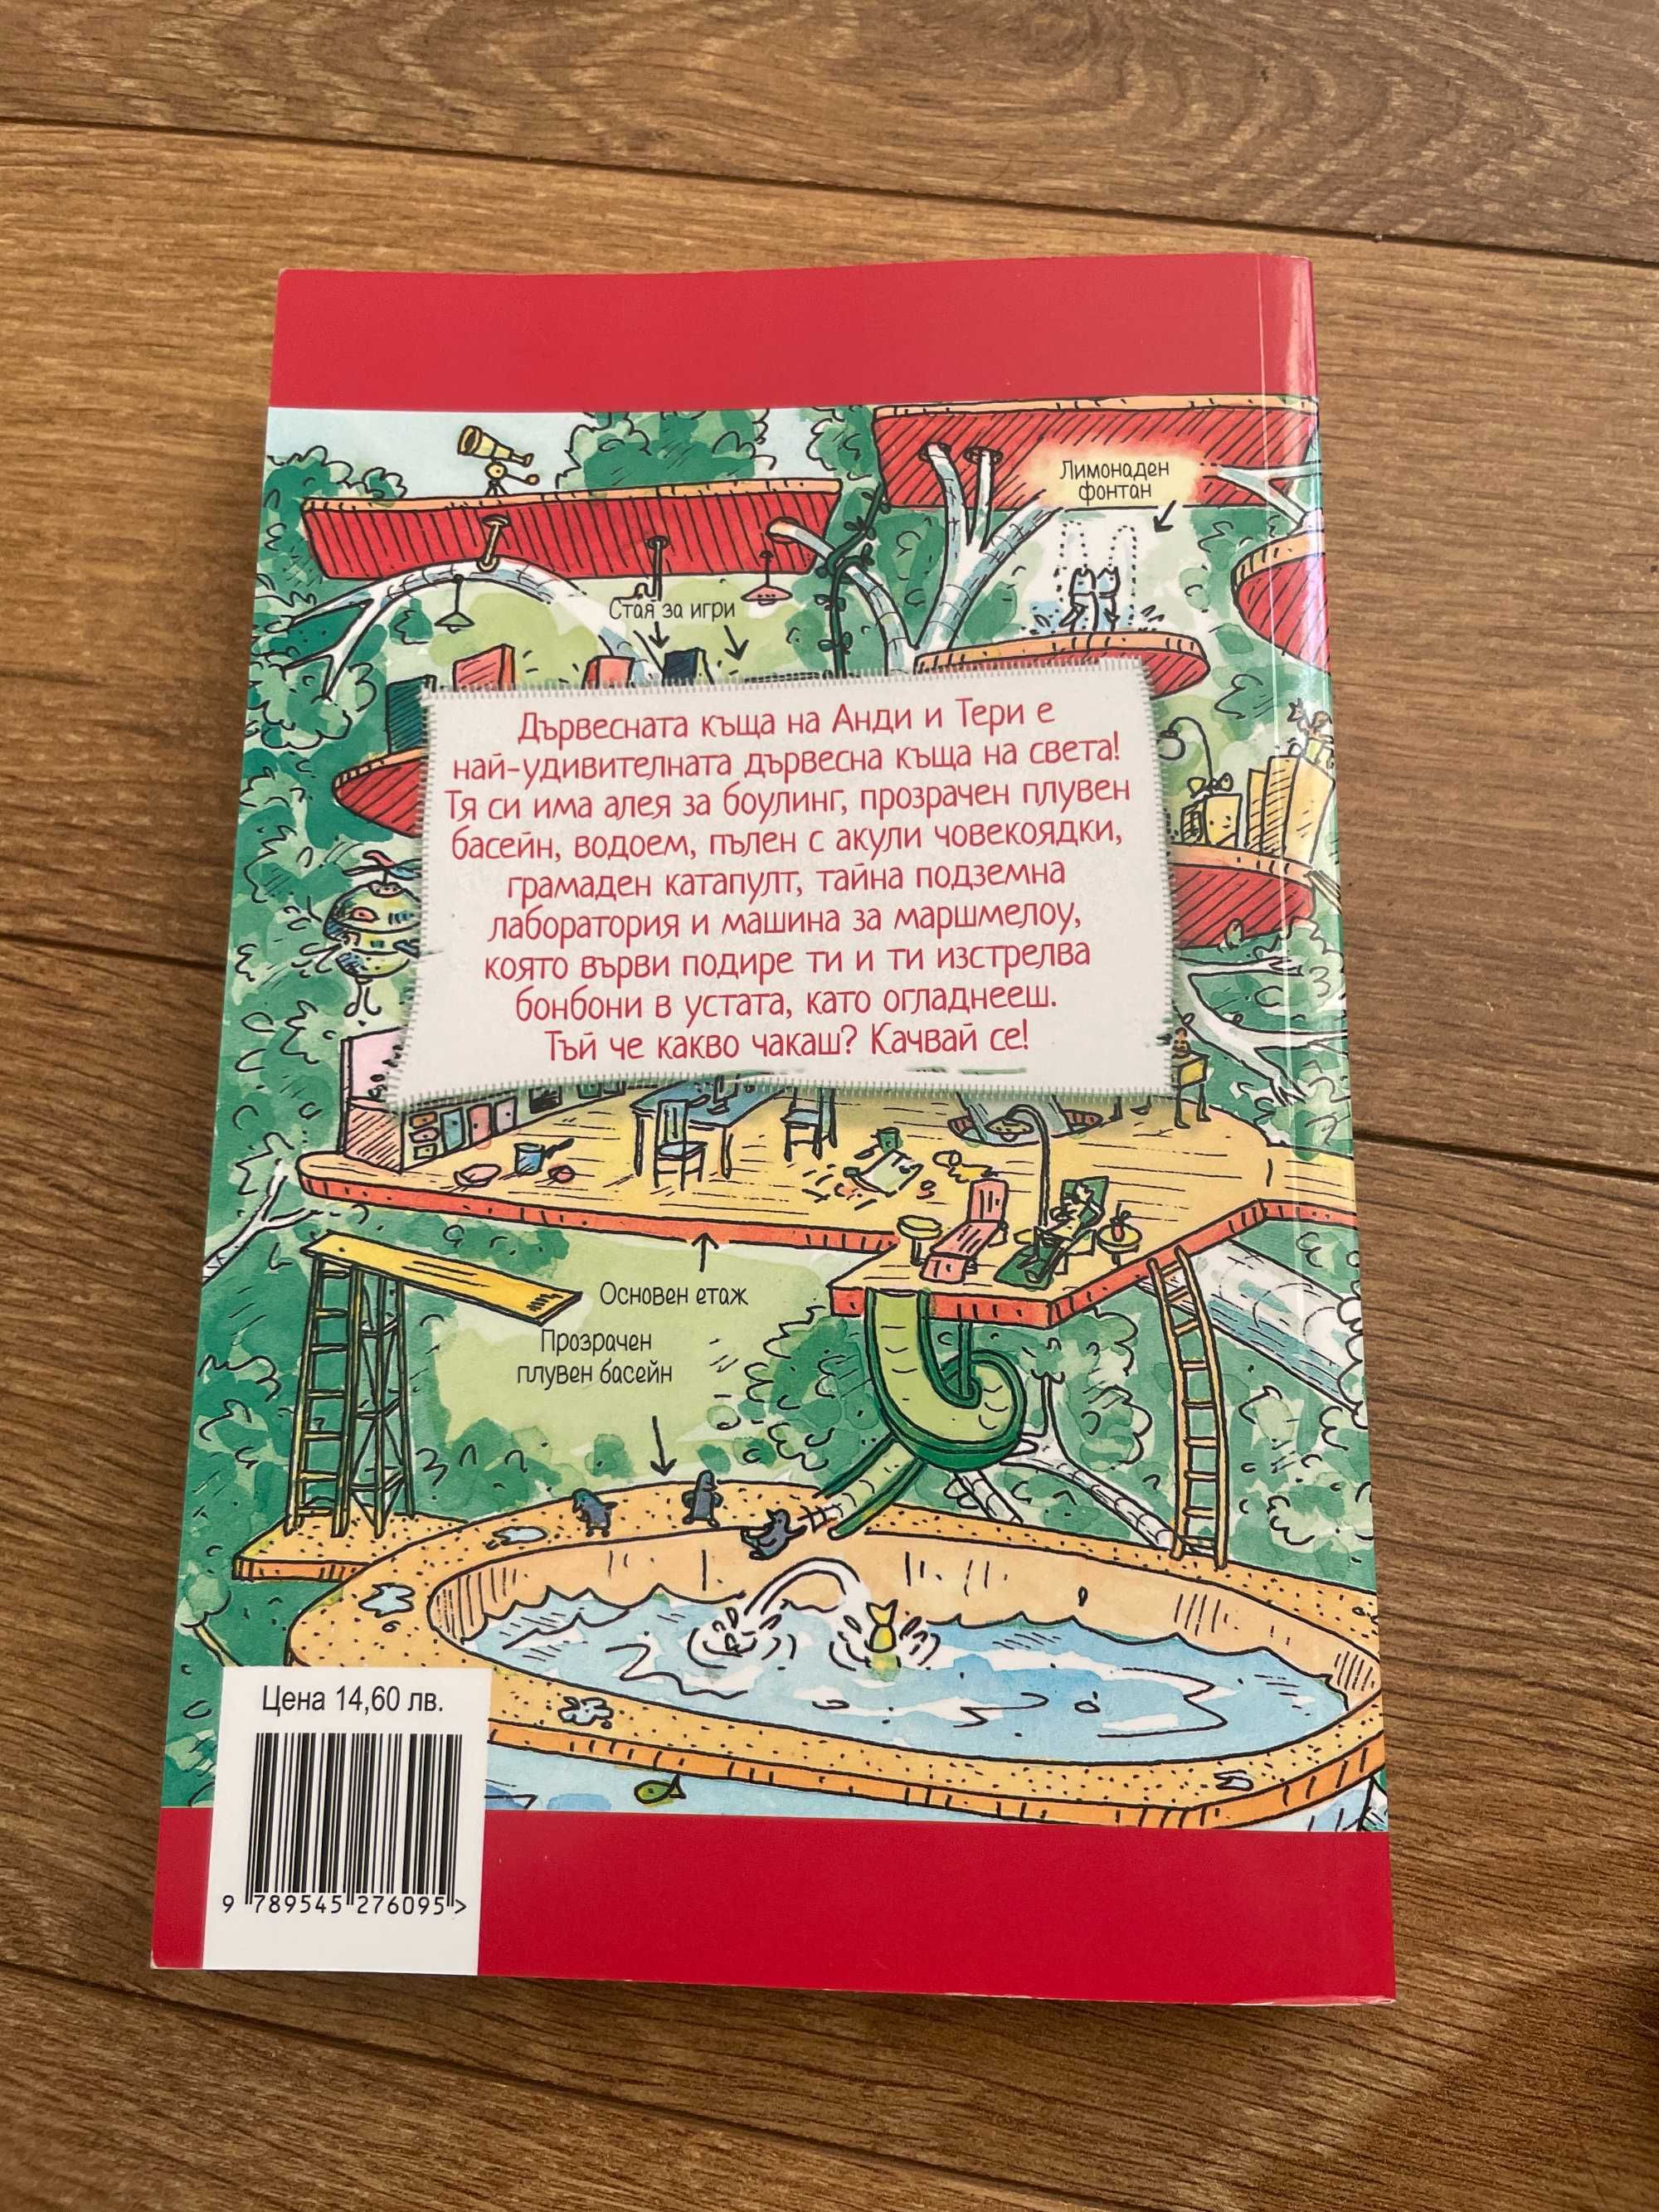 Лимонаден
фонтан
Стая за игри
Дървесната къща на Анди и Тери е
най-удивителната дървесна къща на света!
Тя си има алея за боулинг, прозрачен плувен
басейн, водоем, пълен с акули човекоядки,
грамаден катапулт, тайна подземна
лаборатория и машина за маршмелоу,
която върви подире ти и ти изстрелва
бонбони в устата, като огладнееш.
Тъй че какво чакаш? Качвай се!
Основен етаж
Прозрачен
плувен басейн
Цена 14,60 лв.
9 789545 276095 >